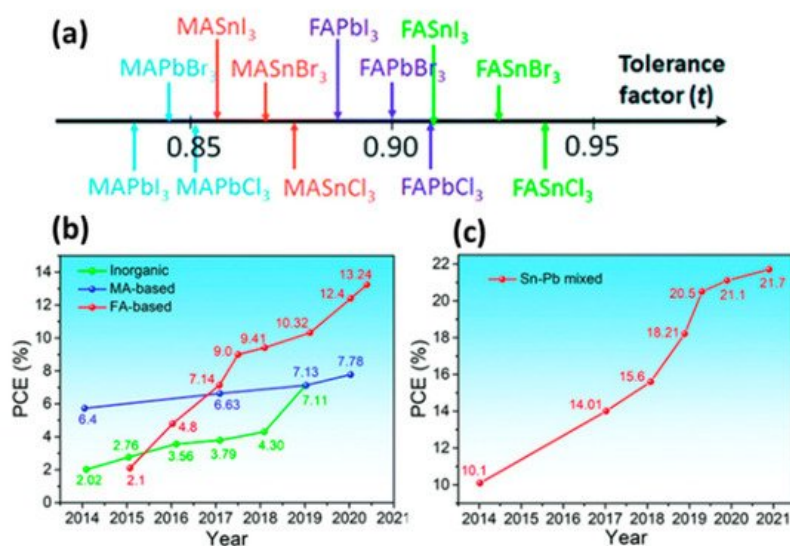 (a)
MASnI₃ FAPbI₃ FASnI₃
MAPbBr₃ MASnBr₃ FAPbBr₃ FASnBr₃ Tolerance
factor (t)
0.85 0.90 0.95
MAPbI₃ MAPbCl₃ MASnCl₃ FAPbCl₃ FASnCl₃
(b)
Inorganic
MA-based
FA-based
PCE (%)
14
12
10
8
6
4
2
0
13.24
12.4
10.32
9.41
9.0
7.14
4.8
2.1
6.4
6.63
7.13
7.78
2.02
2.76
3.56
3.79
4.30
7.11
2014 2015 2016 2017 2018 2019 2020 2021
Year
(c)
Sn-Pb mixed
PCE (%)
22
20
18
16
14
12
10
10.1
14.01
15.6
18.21
20.5
21.1
21.7
2014 2015 2016 2017 2018 2019 2020 2021
Year